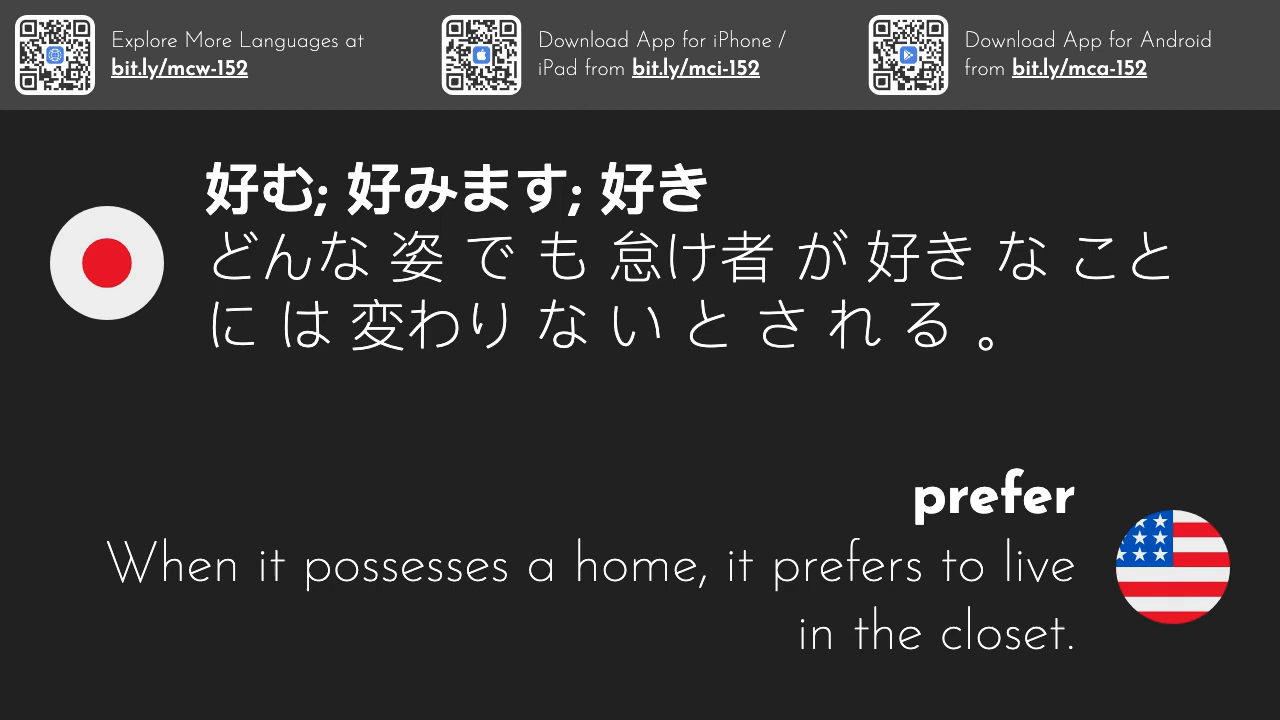 Explore More Languages at
bit.ly/mcw-152
Download App for iPhone /
iPad from bit.ly/mci-152
Download App for Android
from bit.ly/mca-152
好む; 好みます; 好き
どんな 姿 で も 怠け者 が 好き な こと
に は 変わり な い と さ れ る 。
prefer
When it possesses a home, it prefers to live
in the closet.